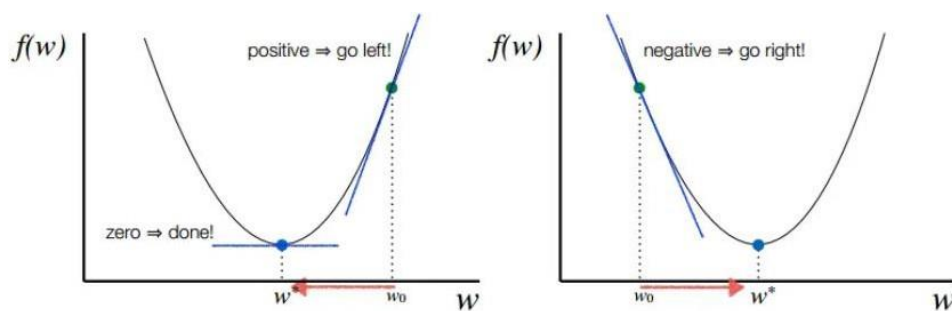 f(w)
positive ⇒ go left!
zero ⇒ done!
w*
w₀
w
f(w)
negative ⇒ go right!
w₀
w*
w